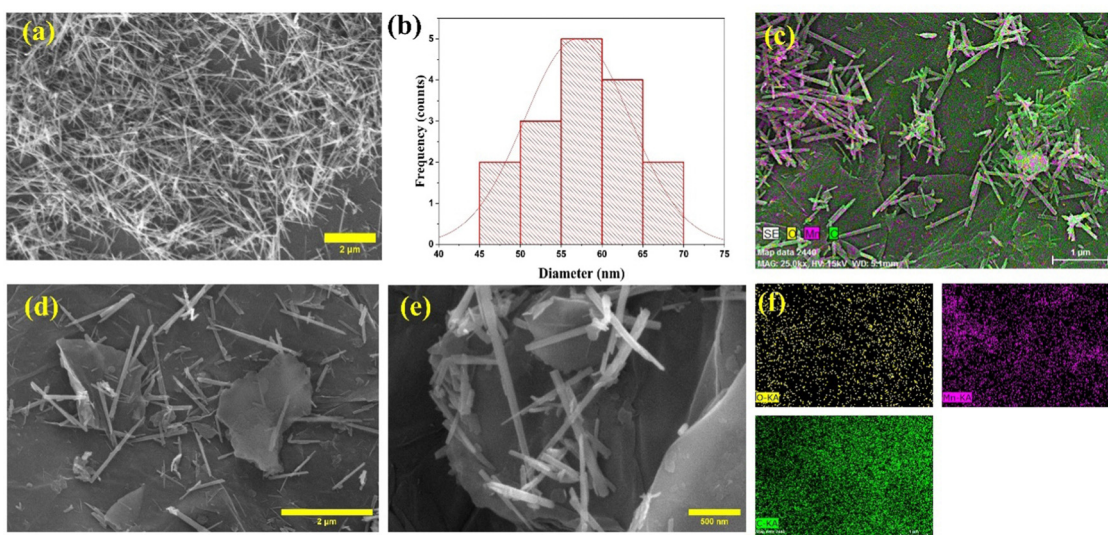 (a)
2 µm
(b)
Frequency (counts)
5
4
3
2
1
0
40 45 50 55 60 65 70 75
Diameter (nm)
(c)
SE O Mn C
Map data 2440
MAG: 25.0kx HV: 15kV WD: 5.1mm
1 µm
(d)
2 µm
(e)
500 nm
(f)
O-KA
Mn-KA
C-KA